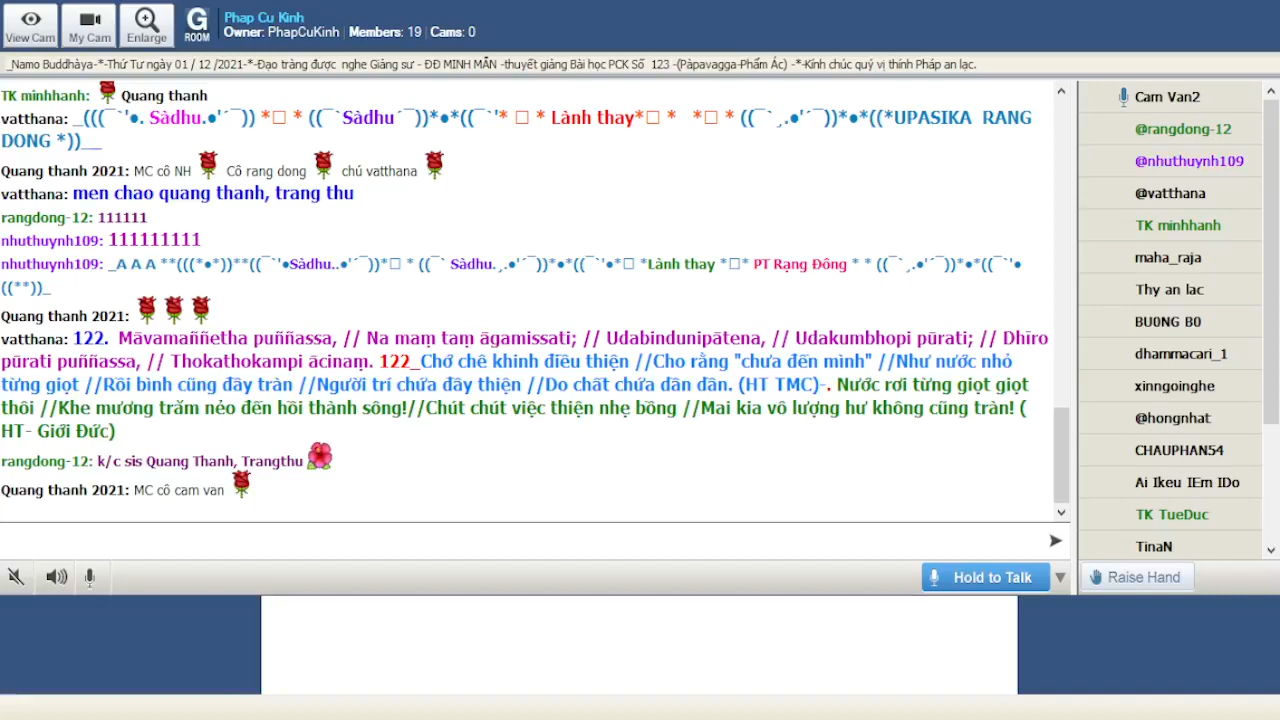 View Cam
My Cam
Enlarge
G
ROOM
Phap Cu Kinh
Owner: PhapCuKinh | Members: 19 | Cams: 0
_Namo Buddhàya-*-Thứ Tư ngày 01 / 12 /2021-*-Đạo tràng được nghe Giảng sư - ĐĐ MINH MẪN -thuyết giảng Bài học PCK Số 123 -(Pàpavagga-Phẩm Ác) -*-Kính chúc quý vị thính Pháp an lạc.
TK minhhanh: Quang thanh
vatthana: _(((¯`'●. Sàdhu.●'´¯)) *□ * ((¯`Sàdhu´¯))*●*((¯`'* □ * Lành thay*□ * *□ * ((¯`¸.●'´¯))*●*((*UPASIKA RANG
DONG *))__
Quang thanh 2021: MC cô NH Cô rang dong chú vatthana
vatthana: men chao quang thanh, trang thu
rangdong-12: 111111
nhuthuynh109: 111111111
nhuthuynh109: _A A A **(((*●*))**((¯`'●Sàdhu..●'´¯))*□ * ((¯` Sàdhu.¸.●'´¯))*●*((¯`'●*□ *Lành thay *□* PT Rạng Đông * * ((¯`¸.●'´¯))*●*((¯`'●
((**))_
Quang thanh 2021:
vatthana: 122. Māvamaññetha puññassa, // Na maṃ taṃ āgamissati; // Udabindunipātena, // Udakumbhopi pūrati; // Dhīro
pūrati puññassa, // Thokathokampi ācinaṃ. 122_Chớ chê khinh điều thiện //Cho rằng "chưa đến mình" //Như nước nhỏ
từng giọt //Rồi bình cũng đầy tràn //Người trí chứa đầy thiện //Do chất chứa dần dần. (HT TMC)-. Nước rơi từng giọt giọt
thôi //Khe mương trăm nẻo đến hồi thành sông!//Chút chút việc thiện nhẹ bồng //Mai kia vô lượng hư không cũng tràn! (
HT- Giới Đức)
rangdong-12: k/c sis Quang Thanh, Trangthu
Quang thanh 2021: MC cô cam van
Hold to Talk
Cam Van2
@rangdong-12
@nhuthuynh109
@vatthana
TK minhhanh
maha_raja
Thy an lac
BU0NG B0
dhammacari_1
xinngoinghe
@hongnhat
CHAUPHAN54
Ai Ikeu IEm IDo
TK TueDuc
TinaN
Raise Hand